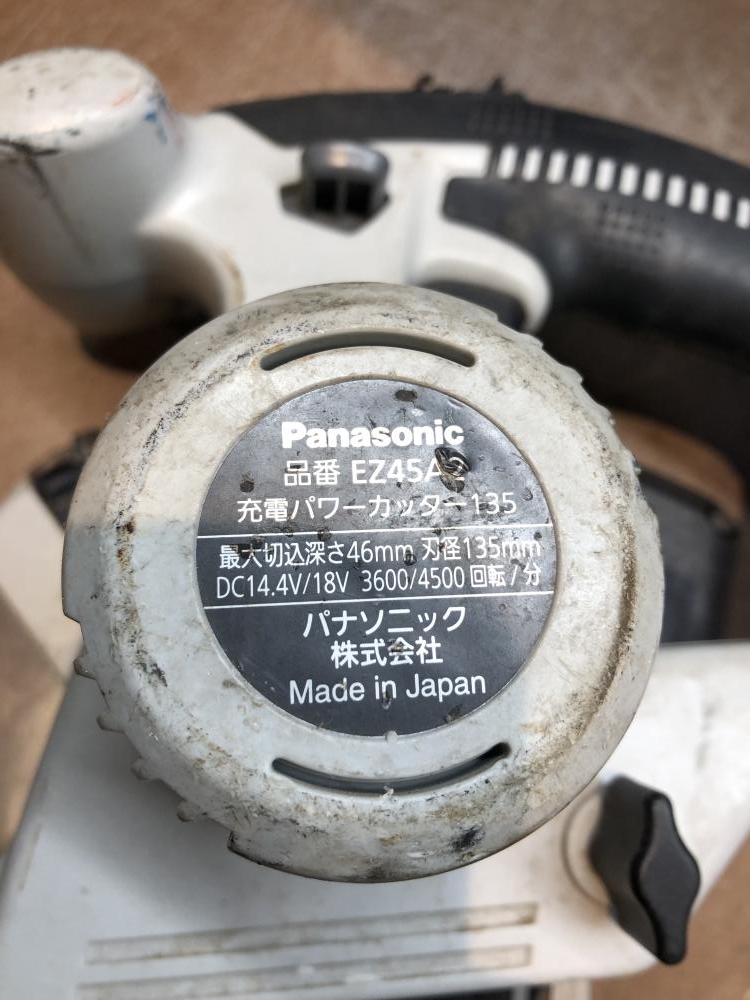 Panasonic
品番 EZ45A
充電パワーカッター135
最大切込深さ46mm 刃径135mm
DC14.4V/18V 3600/4500 回転/分
パナソニック
株式会社
Made in Japan